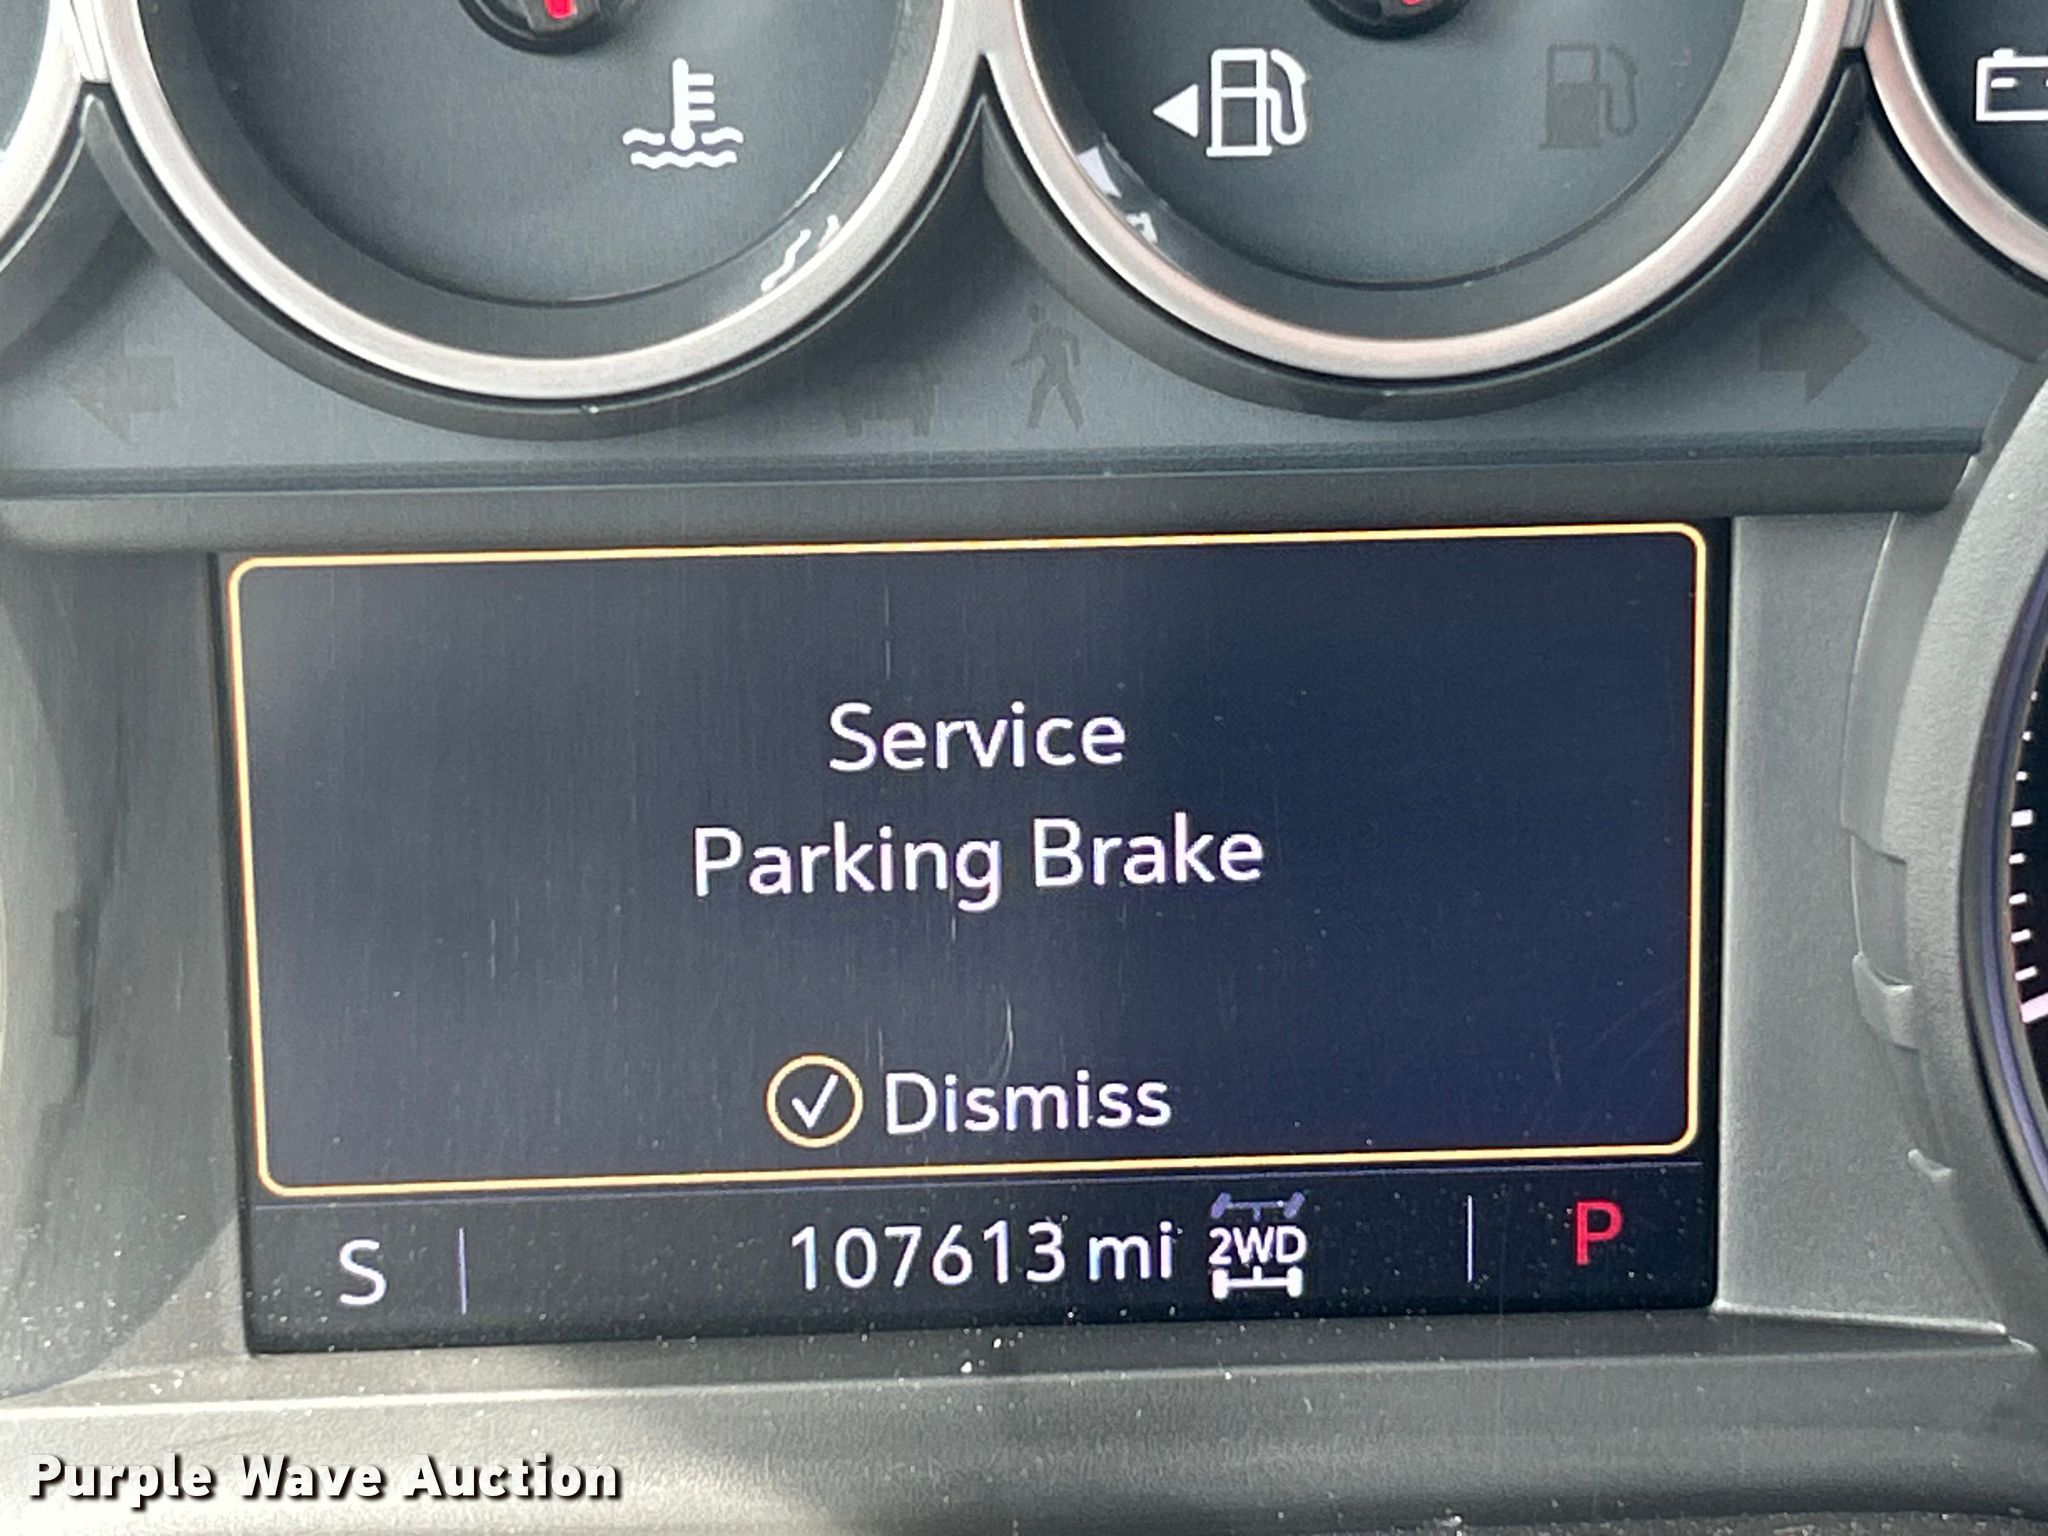 Service
Parking Brake
Dismiss
S 107613 mi 2WD P
Purple Wave Auction